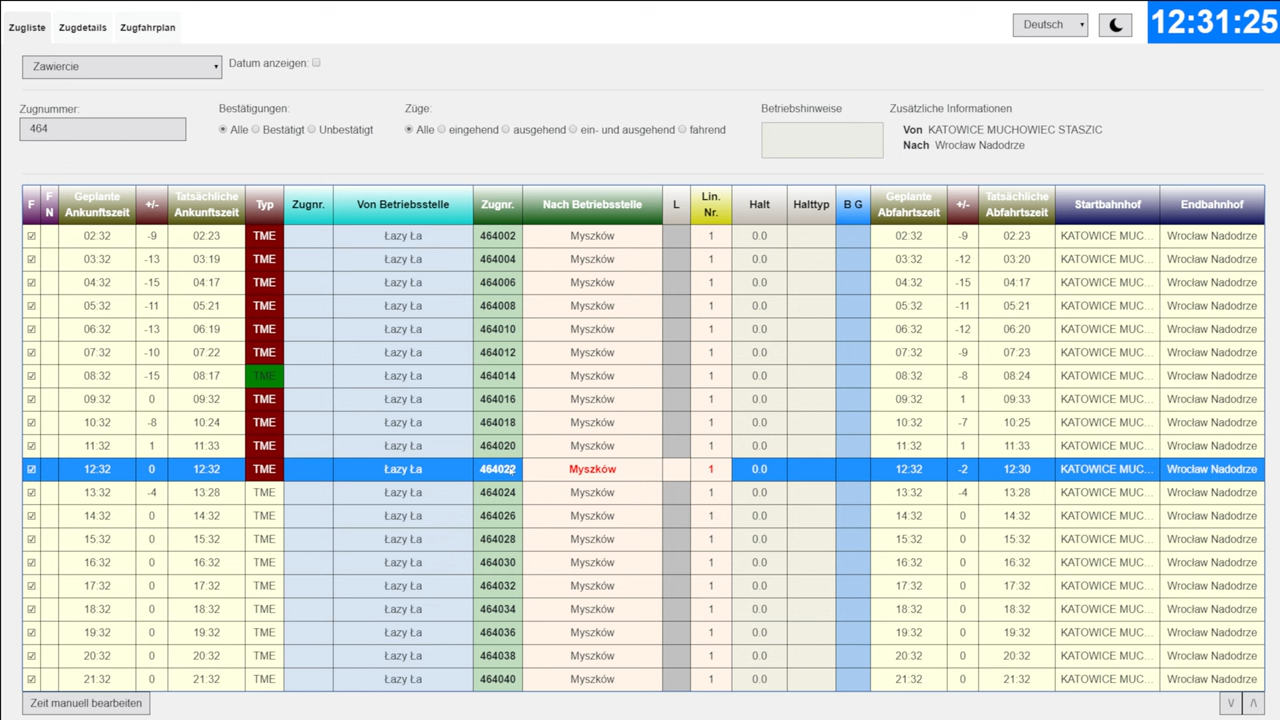 Zugliste Zugdetails Zugfahrplan Deutsch 12:31:25
Zawiercie Datum anzeigen:
Zugnummer: Bestätigungen: Züge: Betriebshinweise Zusätzliche Informationen
464 Alle Bestätigt Unbestätigt Alle eingehend ausgehend ein- und ausgehend fahrend Von KATOWICE MUCHOWIEC STASZIC
Nach Wrocław Nadodrze
F F N Geplante Ankunftszeit +/- Tatsächliche Ankunftszeit Typ Zugnr. Von Betriebsstelle Zugnr. Nach Betriebsstelle L Lin. Nr. Halt Halttyp B G Geplante Abfahrtszeit +/- Tatsächliche Abfahrtszeit Startbahnhof Endbahnhof
02:32 -9 02:23 TME Łazy Ła 464002 Myszków 1 0.0 02:32 -9 02:23 KATOWICE MUC... Wrocław Nadodrze
03:32 -13 03:19 TME Łazy Ła 464004 Myszków 1 0.0 03:32 -12 03:20 KATOWICE MUC... Wrocław Nadodrze
04:32 -15 04:17 TME Łazy Ła 464006 Myszków 1 0.0 04:32 -15 04:17 KATOWICE MUC... Wrocław Nadodrze
05:32 -11 05:21 TME Łazy Ła 464008 Myszków 1 0.0 05:32 -11 05:21 KATOWICE MUC... Wrocław Nadodrze
06:32 -13 06:19 TME Łazy Ła 464010 Myszków 1 0.0 06:32 -12 06:20 KATOWICE MUC... Wrocław Nadodrze
07:32 -10 07:22 TME Łazy Ła 464012 Myszków 1 0.0 07:32 -9 07:23 KATOWICE MUC... Wrocław Nadodrze
08:32 -15 08:17 TME Łazy Ła 464014 Myszków 1 0.0 08:32 -8 08:24 KATOWICE MUC... Wrocław Nadodrze
09:32 0 09:32 TME Łazy Ła 464016 Myszków 1 0.0 09:32 1 09:33 KATOWICE MUC... Wrocław Nadodrze
10:32 -8 10:24 TME Łazy Ła 464018 Myszków 1 0.0 10:32 -7 10:25 KATOWICE MUC... Wrocław Nadodrze
11:32 1 11:33 TME Łazy Ła 464020 Myszków 1 0.0 11:32 1 11:33 KATOWICE MUC... Wrocław Nadodrze
12:32 0 12:32 TME Łazy Ła 464022 Myszków 1 0.0 12:32 -2 12:30 KATOWICE MUC... Wrocław Nadodrze
13:32 -4 13:28 TME Łazy Ła 464024 Myszków 1 0.0 13:32 -4 13:28 KATOWICE MUC... Wrocław Nadodrze
14:32 0 14:32 TME Łazy Ła 464026 Myszków 1 0.0 14:32 0 14:32 KATOWICE MUC... Wrocław Nadodrze
15:32 0 15:32 TME Łazy Ła 464028 Myszków 1 0.0 15:32 0 15:32 KATOWICE MUC... Wrocław Nadodrze
16:32 0 16:32 TME Łazy Ła 464030 Myszków 1 0.0 16:32 0 16:32 KATOWICE MUC... Wrocław Nadodrze
17:32 0 17:32 TME Łazy Ła 464032 Myszków 1 0.0 17:32 0 17:32 KATOWICE MUC... Wrocław Nadodrze
18:32 0 18:32 TME Łazy Ła 464034 Myszków 1 0.0 18:32 0 18:32 KATOWICE MUC... Wrocław Nadodrze
19:32 0 19:32 TME Łazy Ła 464036 Myszków 1 0.0 19:32 0 19:32 KATOWICE MUC... Wrocław Nadodrze
20:32 0 20:32 TME Łazy Ła 464038 Myszków 1 0.0 20:32 0 20:32 KATOWICE MUC... Wrocław Nadodrze
21:32 0 21:32 TME Łazy Ła 464040 Myszków 1 0.0 21:32 0 21:32 KATOWICE MUC... Wrocław Nadodrze
Zeit manuell bearbeiten